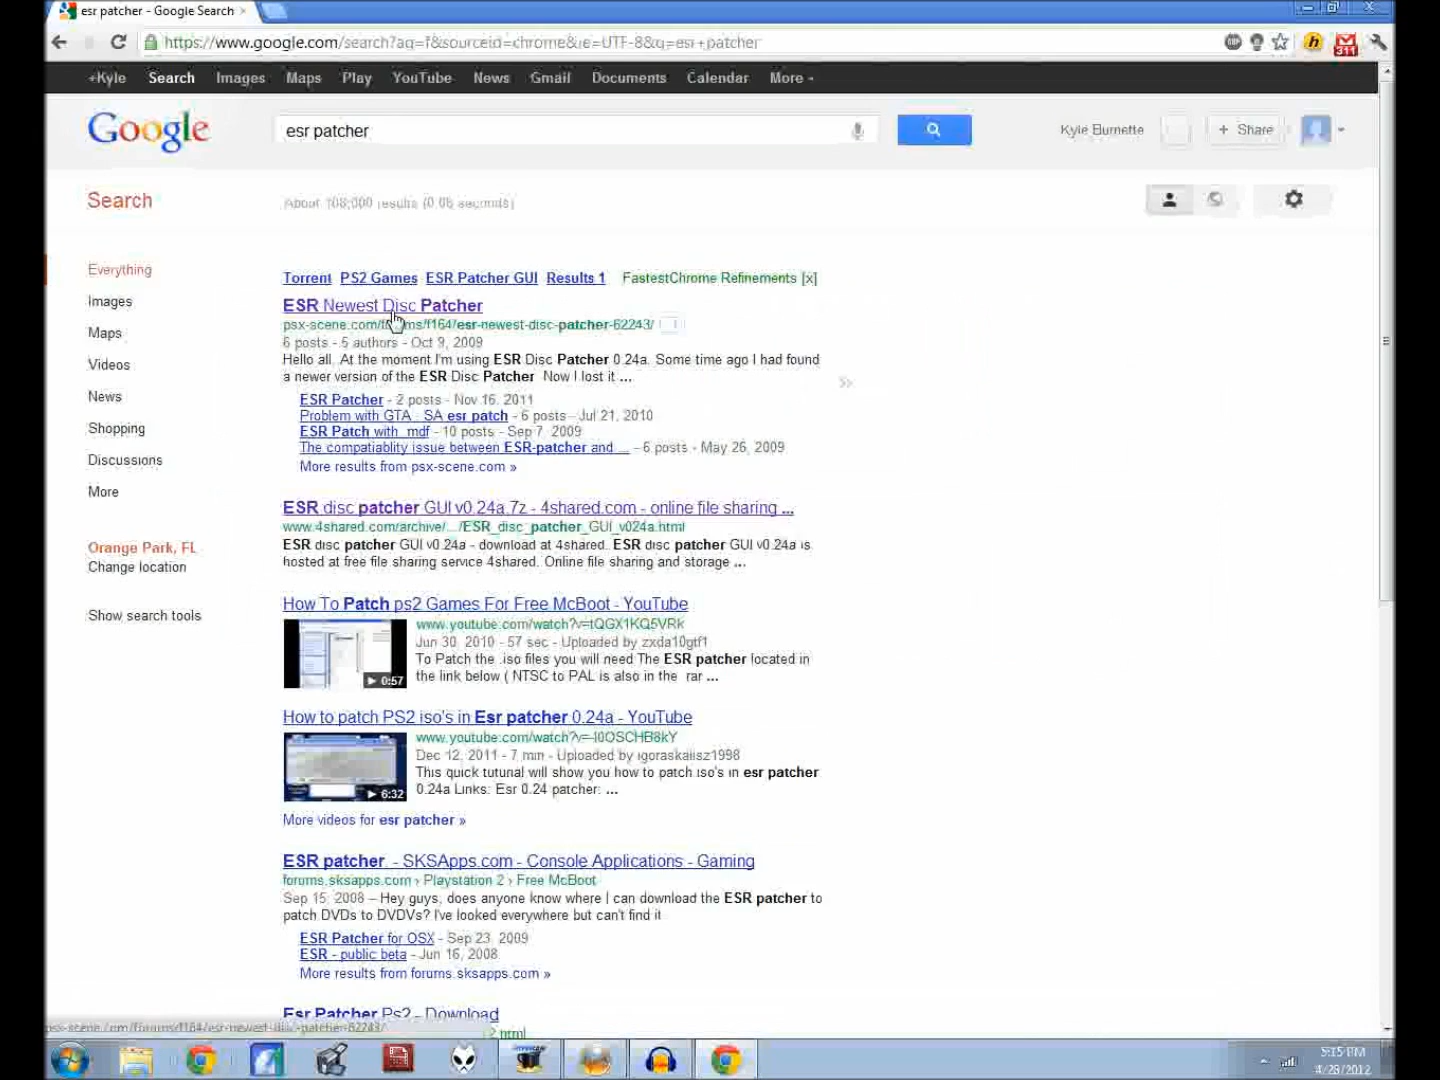 esr patcher - Google Search
https://www.google.com/search?aq=f&sourceid=chrome&ie=UTF-8&q=esr+patcher
311
+Kyle Search Images Maps Play YouTube News Gmail Documents Calendar More
Google
esr patcher
Kyle Burnette
+ Share
Search
About 108,000 results (0.06 seconds)
Everything
Images
Maps
Videos
News
Shopping
Discussions
More
Orange Park, FL
Change location
Show search tools
Torrent PS2 Games ESR Patcher GUI Results 1 FastestChrome Refinements [x]
ESR Newest Disc Patcher
psx-scene.com/forums/f164/esr-newest-disc-patcher-62243/
6 posts - 5 authors - Oct 9, 2009
Hello all. At the moment I'm using ESR Disc Patcher 0.24a. Some time ago I had found
a newer version of the ESR Disc Patcher Now I lost it ...
ESR Patcher - 2 posts - Nov 16, 2011
Problem with GTA : SA esr patch - 6 posts - Jul 21, 2010
ESR Patch with .mdf - 10 posts - Sep 7, 2009
The compatiablity issue between ESR-patcher and ... - 6 posts - May 26, 2009
More results from psx-scene.com »
ESR disc patcher GUI v0.24a.7z - 4shared.com - online file sharing ...
www.4shared.com/archive/.../ESR_disc_patcher_GUI_v024a.html
ESR disc patcher GUI v0.24a - download at 4shared. ESR disc patcher GUI v0.24a is
hosted at free file sharing service 4shared. Online file sharing and storage ...
How To Patch ps2 Games For Free McBoot - YouTube
www.youtube.com/watch?v=tQGX1KQ5VRk
Jun 30, 2010 - 57 sec - Uploaded by zxda10gtf1
To Patch the .iso files you will need The ESR patcher located in
the link below ( NTSC to PAL is also in the .rar ...
0:57
How to patch PS2 iso's in Esr patcher 0.24a - YouTube
Dec 12, 2011 - 7 min - Uploaded by igoraskalisz1998
This quick tutunal will show you how to patch iso's in esr patcher
0.24a Links: Esr 0.24 patcher: ...
6:32
More videos for esr patcher »
ESR patcher. - SKSApps.com - Console Applications - Gaming
forums.sksapps.com › Playstation 2 › Free McBoot
Sep 15, 2008 – Hey guys, does anyone know where I can download the ESR patcher to
patch DVDs to DVDVs? I've looked everywhere but can't find it
ESR Patcher for OSX - Sep 23, 2009
ESR - public beta - Jun 16, 2008
More results from forums.sksapps.com »
Esr Patcher Ps2 - Download
psx-scene.com/forums/f164/esr-newest-disc-patcher-62243/
5:15 PM
4/28/2012